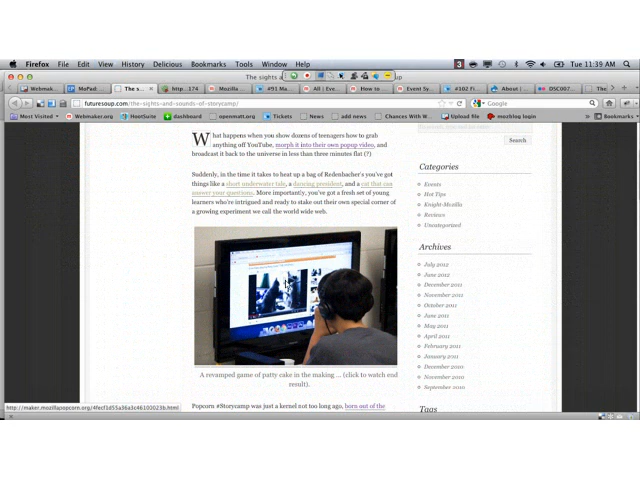 Firefox File Edit View History Delicious Bookmarks Tools Window Help
3
Tue 11:39 AM
The sights a
up
Webmak
MoPad:
The s...
http...174
Mozilla
#91 Ma
All | Eve
How to
Event Sy
#102 Fi
About |
DSC007
The
futuresoup.com/the-sights-and-sounds-of-storycamp/
Google
Most Visited
Webmaker.org
HootSuite
dashboard
openmatt.org
Tickets
News
add news
Chances With W...
Upload file
mozblog login
Bookmarks
What happens when you show dozens of teenagers how to grab
anything off YouTube, morph it into their own popup video, and
broadcast it back to the universe in less than three minutes flat (?)
Suddenly, in the time it takes to heat up a bag of Redenbacher's you've got
things like a short underwater tale, a dancing president, and a cat that can
answer your questions. More importantly, you've got a fresh set of young
learners who're intrigued and ready to stake out their own special corner of
a growing experiment we call the world wide web.
A revamped game of patty cake in the making ... (click to watch end
result).
Popcorn #Storycamp was just a kernel not too long ago, born out of the
Search
Categories
Events
Hot Tips
Knight-Mozilla
Reviews
Uncategorized
Archives
July 2012
June 2012
December 2011
November 2011
October 2011
June 2011
May 2011
April 2011
February 2011
January 2011
December 2010
November 2010
September 2010
Tags